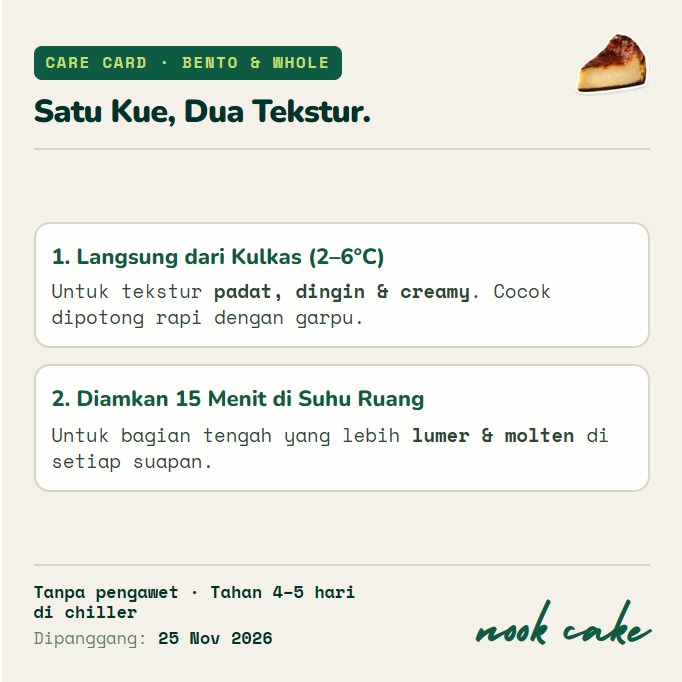 CARE CARD · BENTO & WHOLE
Satu Kue, Dua Tekstur.
1. Langsung dari Kulkas (2–6°C)
Untuk tekstur padat, dingin & creamy. Cocok
dipotong rapi dengan garpu.
2. Diamkan 15 Menit di Suhu Ruang
Untuk bagian tengah yang lebih lumer & molten di
setiap suapan.
Tanpa pengawet · Tahan 4–5 hari
di chiller
Dipanggang: 25 Nov 2026
nook cake